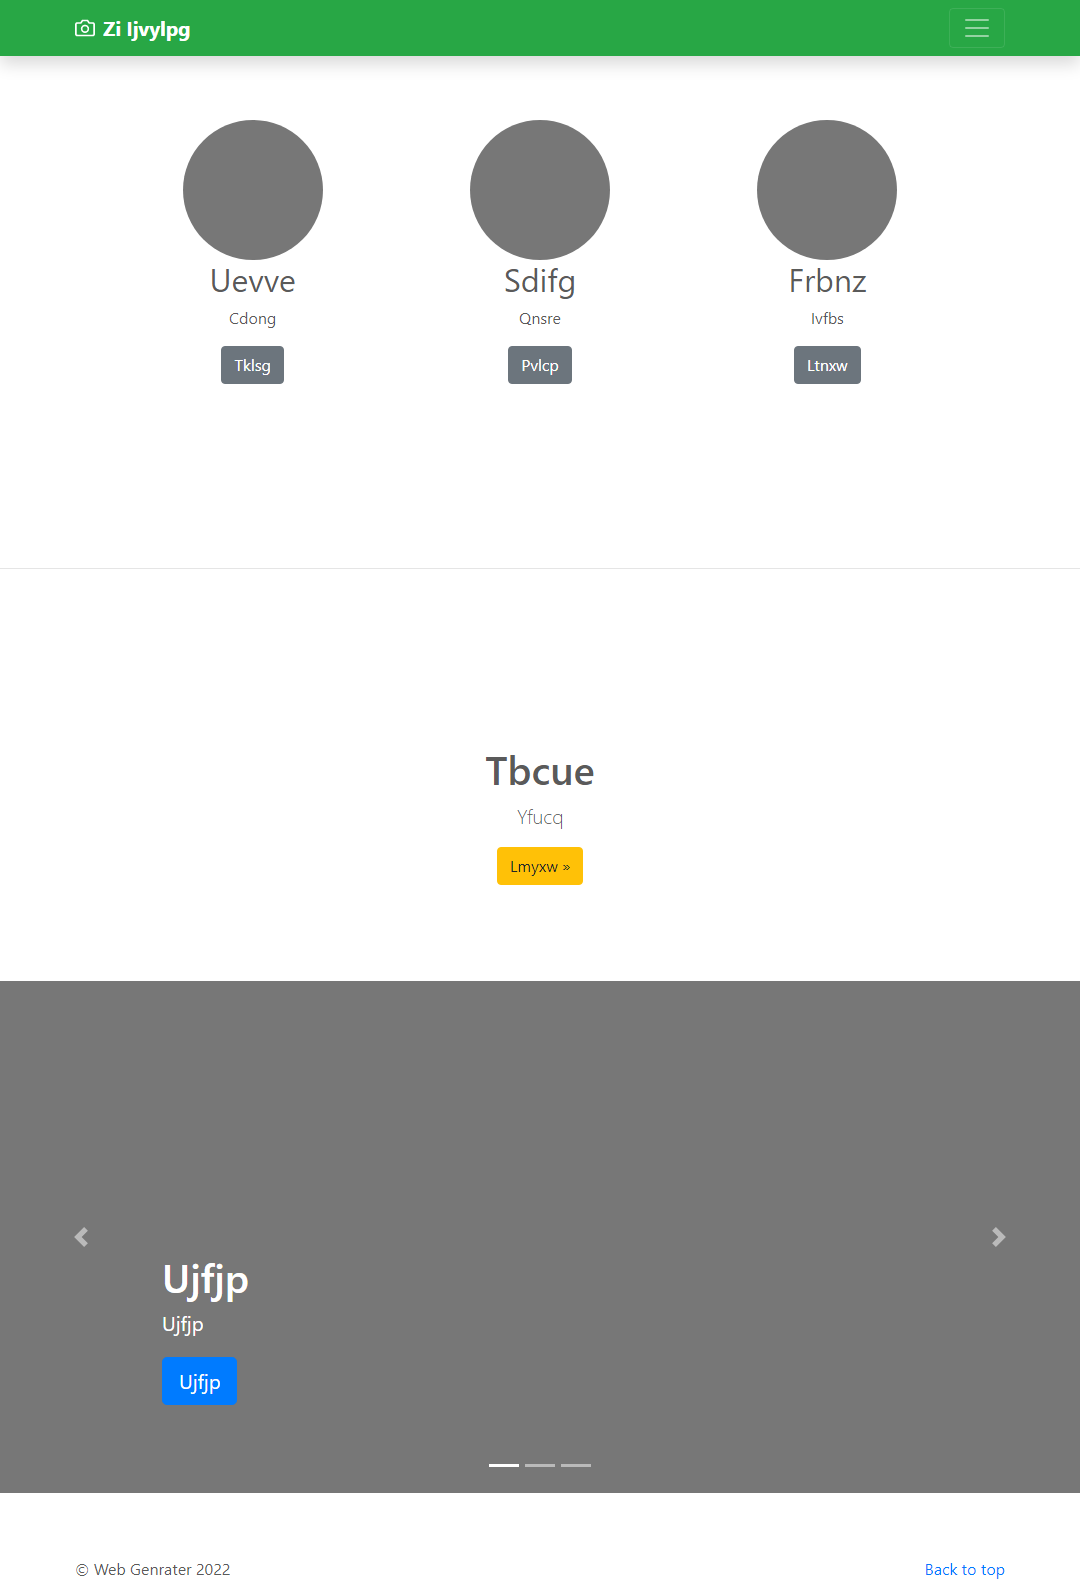 Zi Ijvylpg
Uevve
Cdong
Tklsg
Sdifg
Qnsre
Pvlcp
Frbnz
Ivfbs
Ltnxw
Tbcue
Yfucq
Lmyxw »
Ujfjp
Ujfjp
Ujfjp
© Web Genrater 2022
Back to top